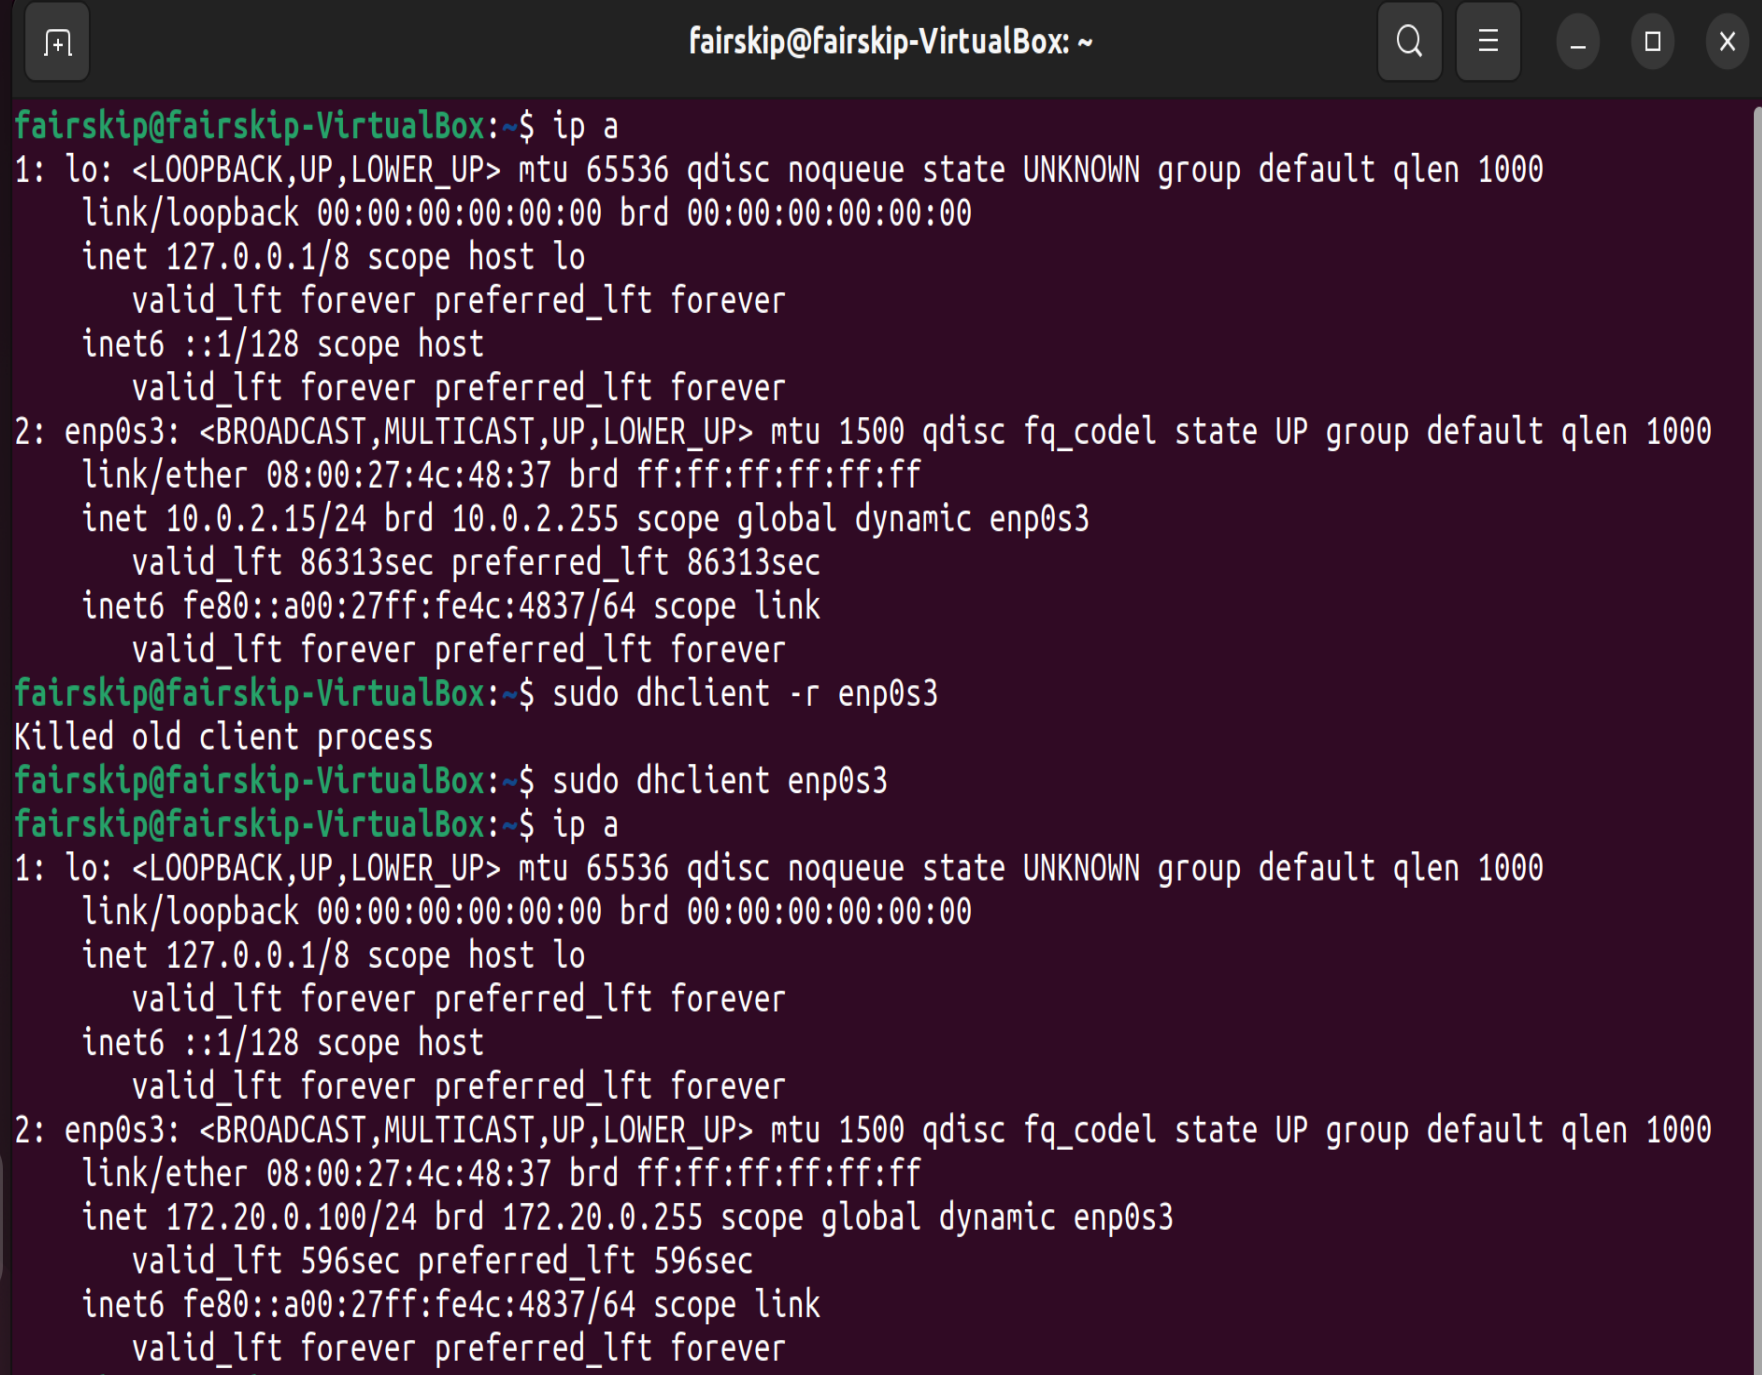 fairskip@fairskip-VirtualBox: ~
fairskip@fairskip-VirtualBox:~$ ip a
1: lo: <LOOPBACK,UP,LOWER_UP> mtu 65536 qdisc noqueue state UNKNOWN group default qlen 1000
    link/loopback 00:00:00:00:00:00 brd 00:00:00:00:00:00
    inet 127.0.0.1/8 scope host lo
       valid_lft forever preferred_lft forever
    inet6 ::1/128 scope host
       valid_lft forever preferred_lft forever
2: enp0s3: <BROADCAST,MULTICAST,UP,LOWER_UP> mtu 1500 qdisc fq_codel state UP group default qlen 1000
    link/ether 08:00:27:4c:48:37 brd ff:ff:ff:ff:ff:ff
    inet 10.0.2.15/24 brd 10.0.2.255 scope global dynamic enp0s3
       valid_lft 86313sec preferred_lft 86313sec
    inet6 fe80::a00:27ff:fe4c:4837/64 scope link
       valid_lft forever preferred_lft forever
fairskip@fairskip-VirtualBox:~$ sudo dhclient -r enp0s3
Killed old client process
fairskip@fairskip-VirtualBox:~$ sudo dhclient enp0s3
fairskip@fairskip-VirtualBox:~$ ip a
1: lo: <LOOPBACK,UP,LOWER_UP> mtu 65536 qdisc noqueue state UNKNOWN group default qlen 1000
    link/loopback 00:00:00:00:00:00 brd 00:00:00:00:00:00
    inet 127.0.0.1/8 scope host lo
       valid_lft forever preferred_lft forever
    inet6 ::1/128 scope host
       valid_lft forever preferred_lft forever
2: enp0s3: <BROADCAST,MULTICAST,UP,LOWER_UP> mtu 1500 qdisc fq_codel state UP group default qlen 1000
    link/ether 08:00:27:4c:48:37 brd ff:ff:ff:ff:ff:ff
    inet 172.20.0.100/24 brd 172.20.0.255 scope global dynamic enp0s3
       valid_lft 596sec preferred_lft 596sec
    inet6 fe80::a00:27ff:fe4c:4837/64 scope link
       valid_lft forever preferred_lft forever